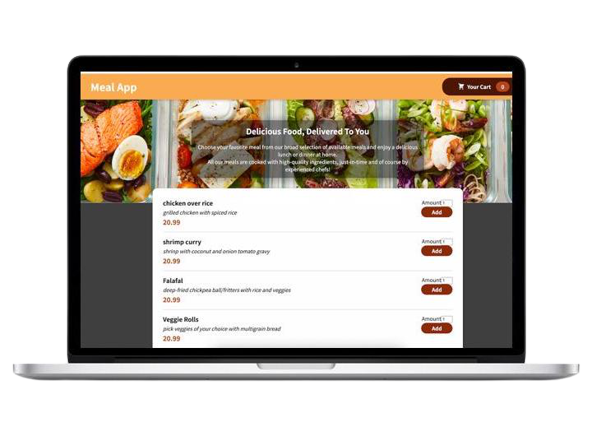 Meal App
Your Cart 0
Delicious Food, Delivered To You
Choose your favorite meal from our broad selection of available meals and enjoy a delicious
lunch or dinner at home.
All our meals are cooked with high-quality ingredients, just-in-time and of course by
experienced chefs!
chicken over rice
Amount 1
grilled chicken with spiced rice
Add
20.99
shrimp curry
Amount 1
shrip with coconut and onion tomato gravy
Add
20.99
Falafal
Amount 1
deep-fried chickpea ball/fritters with rice and veggies
Add
20.99
Veggie Rolls
Amount 1
pick veggies of your choice with multigrain bread
Add
20.99